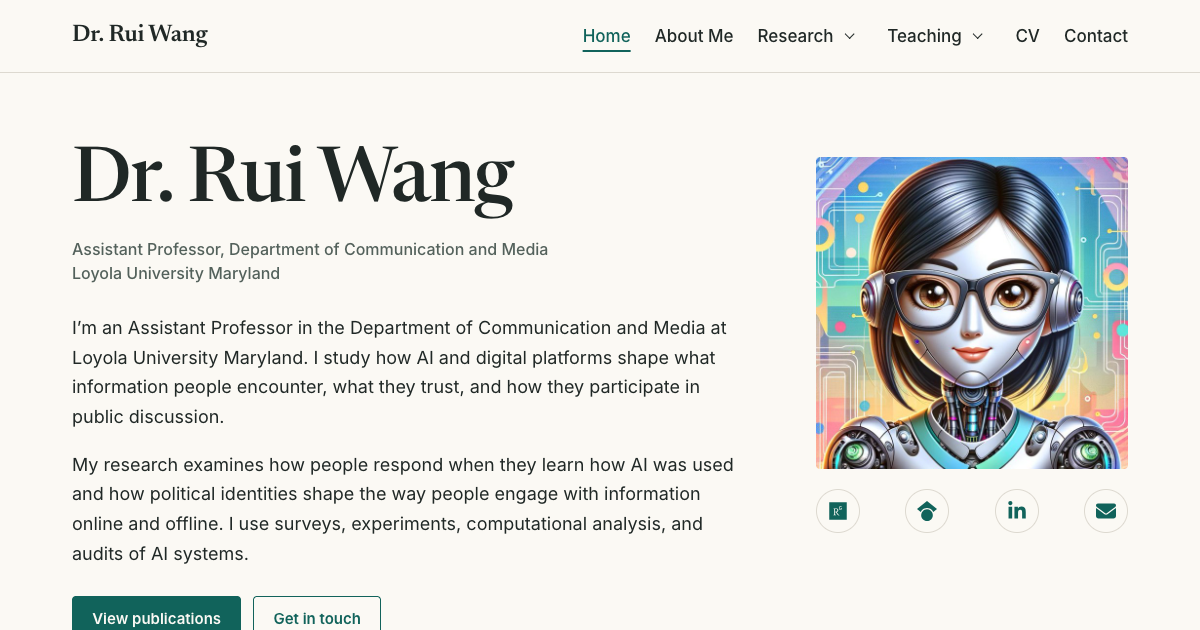 Dr. Rui Wang
Home About Me Research Teaching CV Contact
Dr. Rui Wang
Assistant Professor, Department of Communication and Media
Loyola University Maryland
I’m an Assistant Professor in the Department of Communication and Media at
Loyola University Maryland. I study how AI and digital platforms shape what
information people encounter, what they trust, and how they participate in
public discussion.
My research examines how people respond when they learn how AI was used
and how political identities shape the way people engage with information
online and offline. I use surveys, experiments, computational analysis, and
audits of AI systems.
R G in
View publications Get in touch